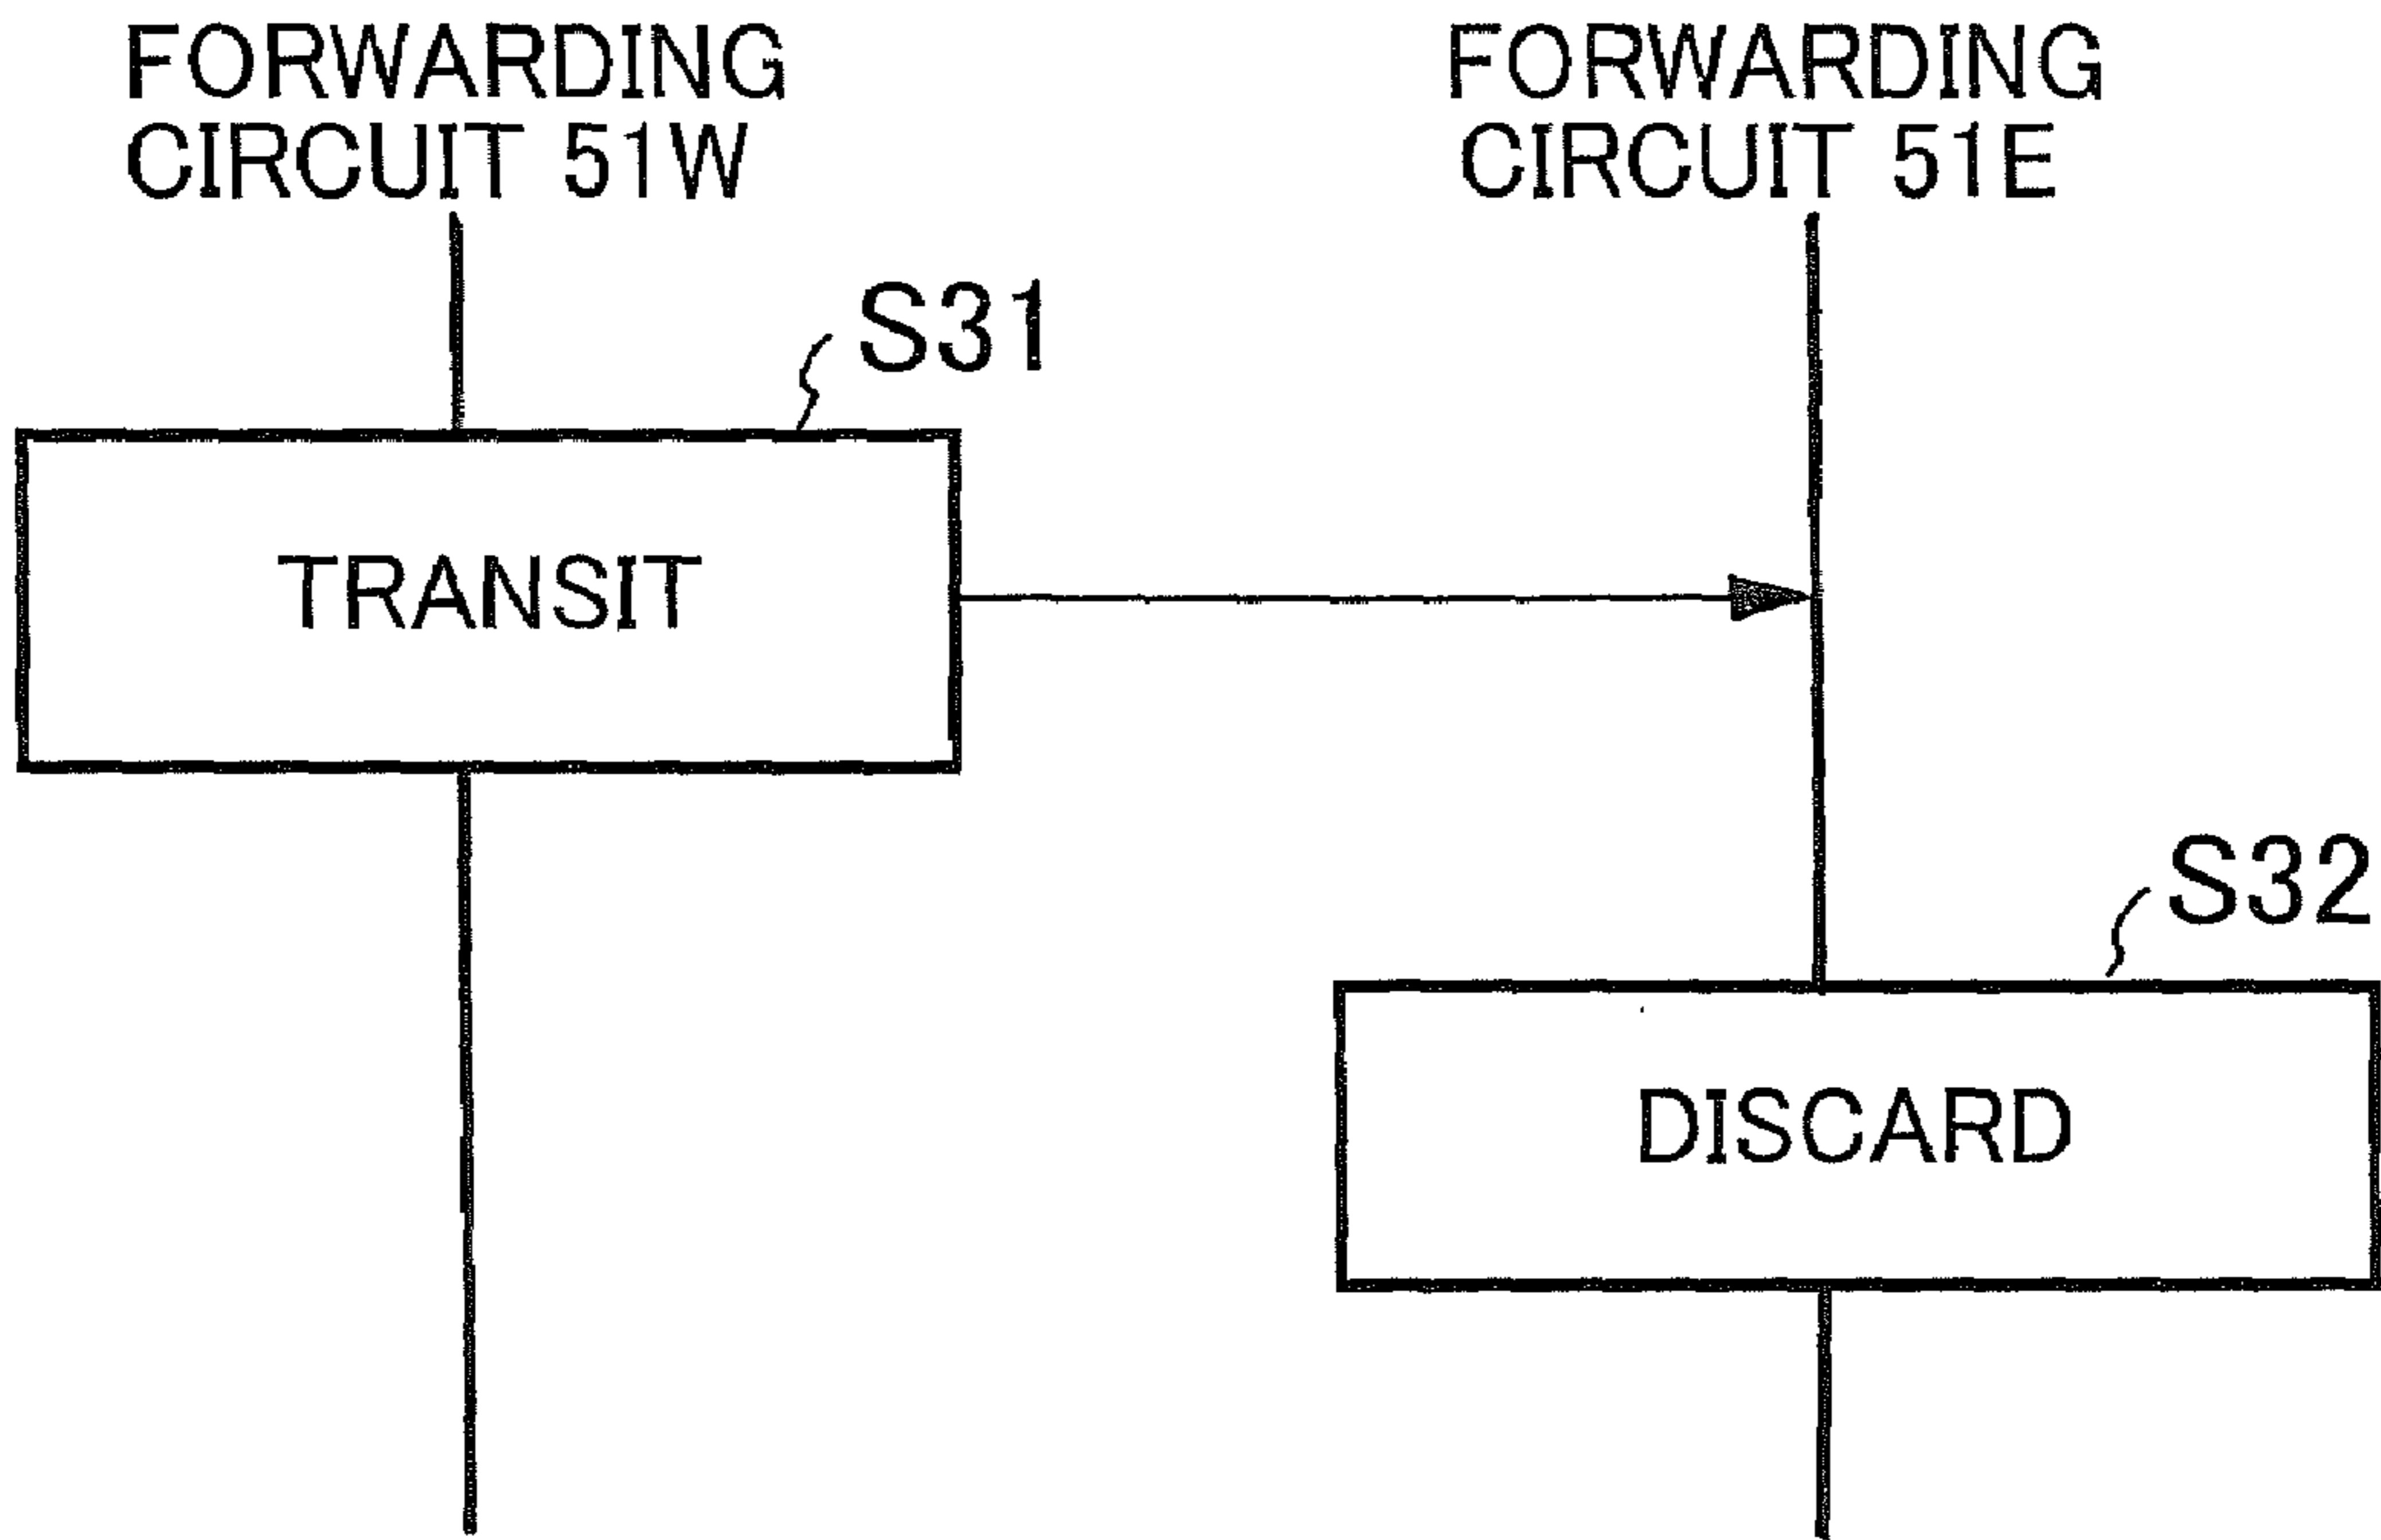 FORWARDING
CIRCUIT 51W
FORWARDING
CIRCUIT 51E
S31
TRANSIT
S32
DISCARD